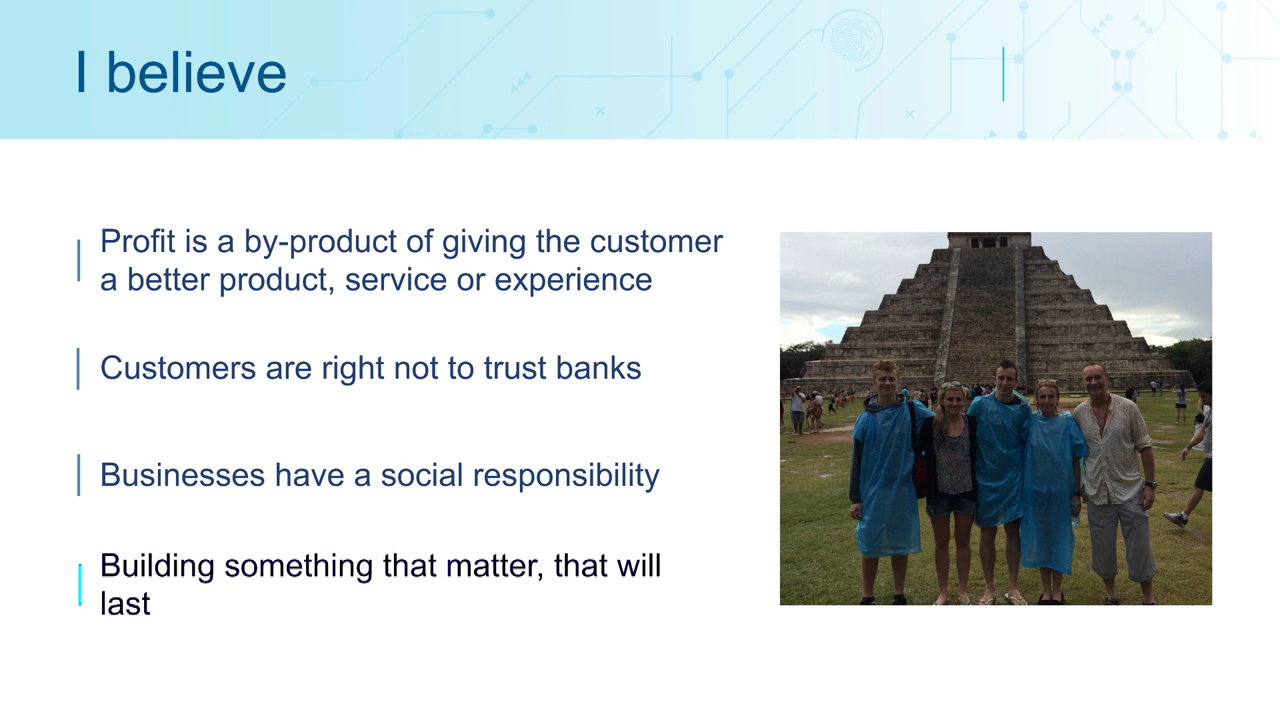 I believe
Profit is a by-product of giving the customer
a better product, service or experience
Customers are right not to trust banks
Businesses have a social responsibility
Building something that matter, that will
last